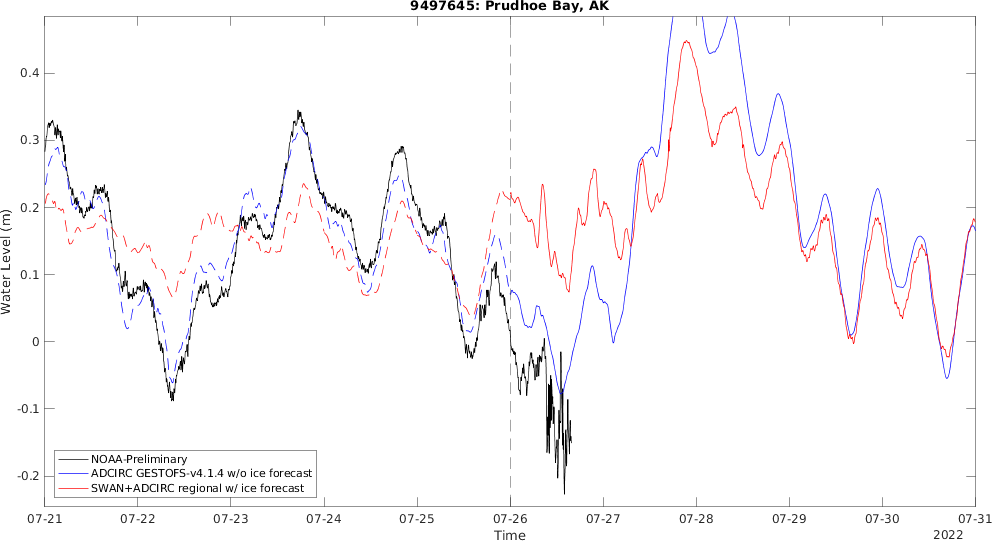 9497645: Prudhoe Bay, AK
Water Level (m)
0.4
0.3
0.2
0.1
0
-0.1
-0.2
NOAA-Preliminary
ADCIRC GESTOFS-v4.1.4 w/o ice forecast
SWAN+ADCIRC regional w/ ice forecast
07-21 07-22 07-23 07-24 07-25 07-26 07-27 07-28 07-29 07-30 07-31
Time
2022